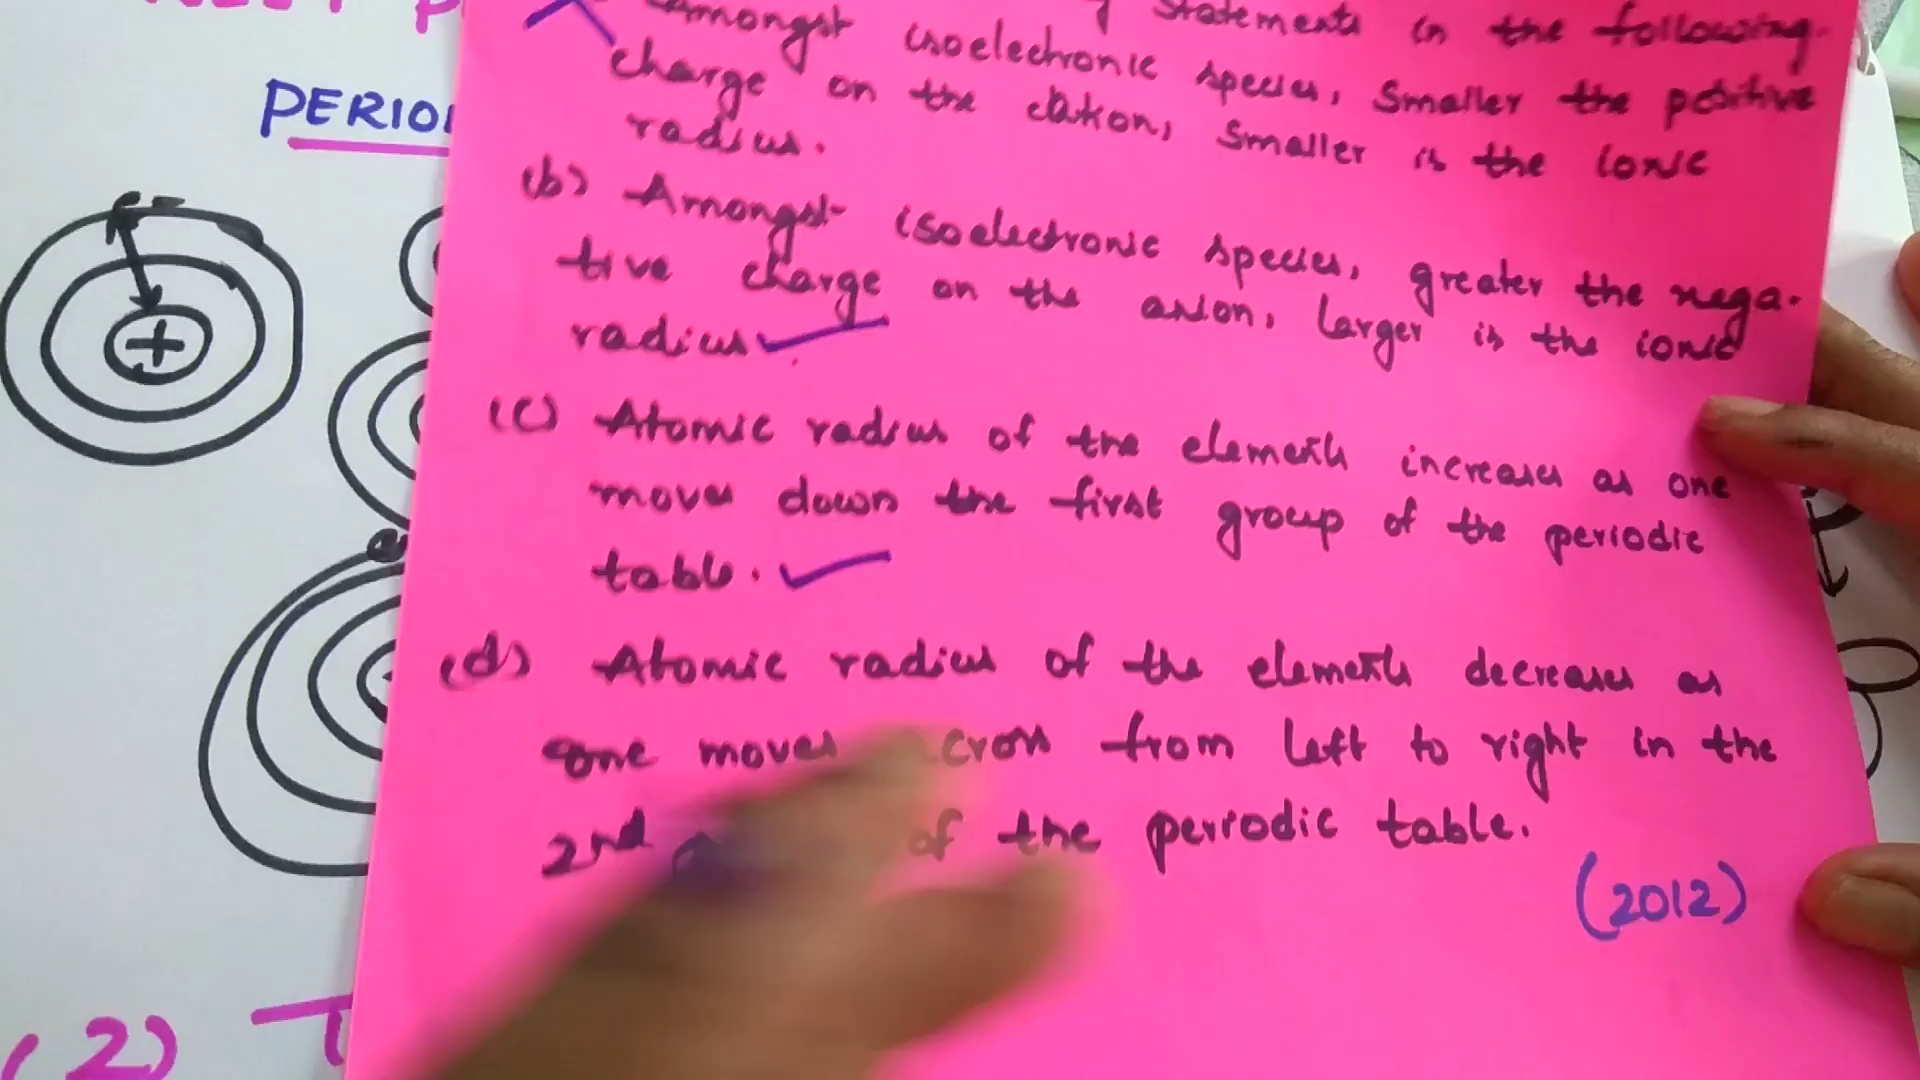 PERIO
statements in the following.
Amongst isoelectronic species, smaller the positive
charge on the cation, smaller is the ionic
radius.
(b) Amongst isoelectronic species, greater the nega-
tive charge on the anion, larger is the ionic
radius
(c) Atomic radius of the elements increases as one
moves down the first group of the periodic
table.
(d) Atomic radius of the elements decreases as
one moves across from left to right in the
2nd of the periodic table.
(2012)
(2) T